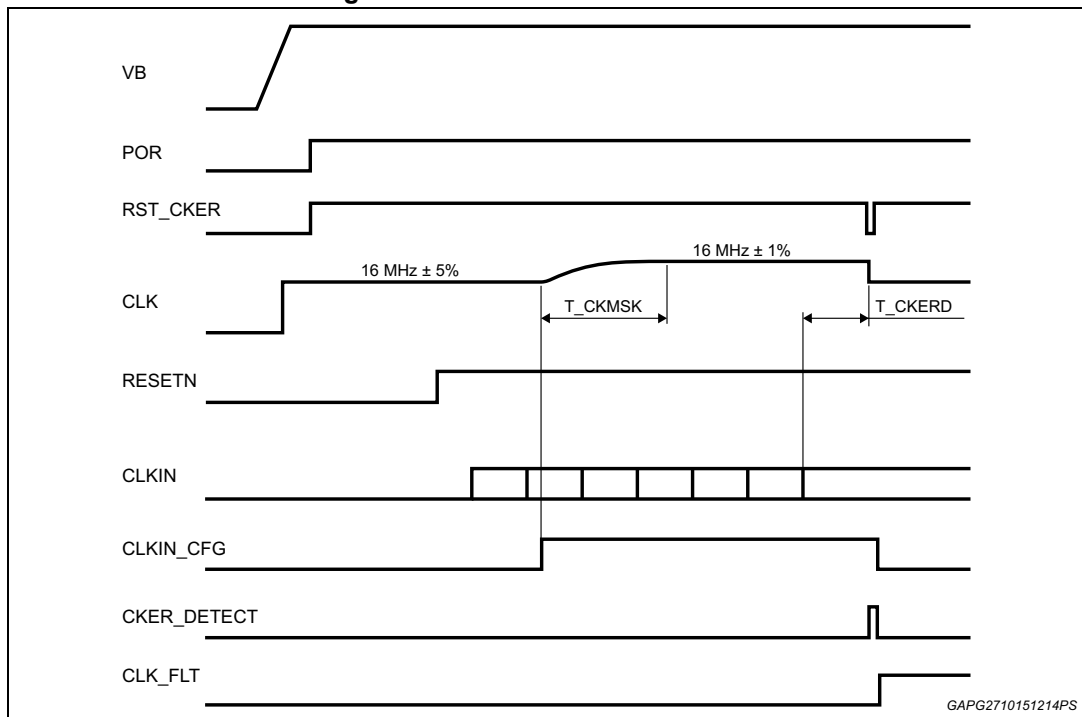 g
VB
POR
RST_CKER
16 MHz ± 5%
16 MHz ± 1%
CLK
T_CKMSK
T_CKERD
RESETN
CLKIN
CLKIN_CFG
CKER_DETECT
CLK_FLT
GAPG2710151214PS